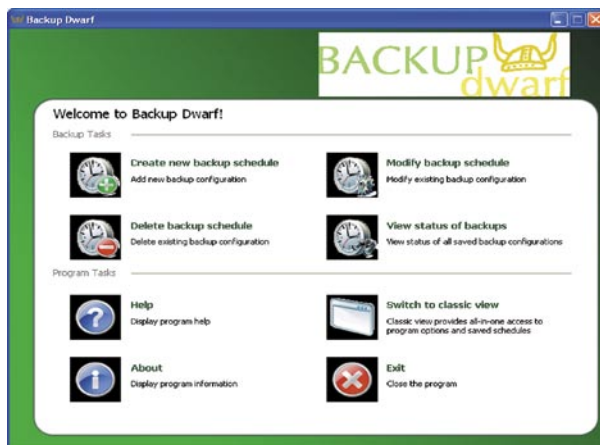 Backup Dwarf
BACKUP
dwarf
Welcome to Backup Dwarf!
Backup Tasks
Create new backup schedule
Add new backup configuration
Modify backup schedule
Modify existing backup configuration
Delete backup schedule
Delete existing backup configuration
View status of backups
View status of all saved backup configurations
Program Tasks
Help
Display program help
Switch to classic view
Classic view provides all-in-one access to
program options and saved schedules
About
Display program information
Exit
Close the program